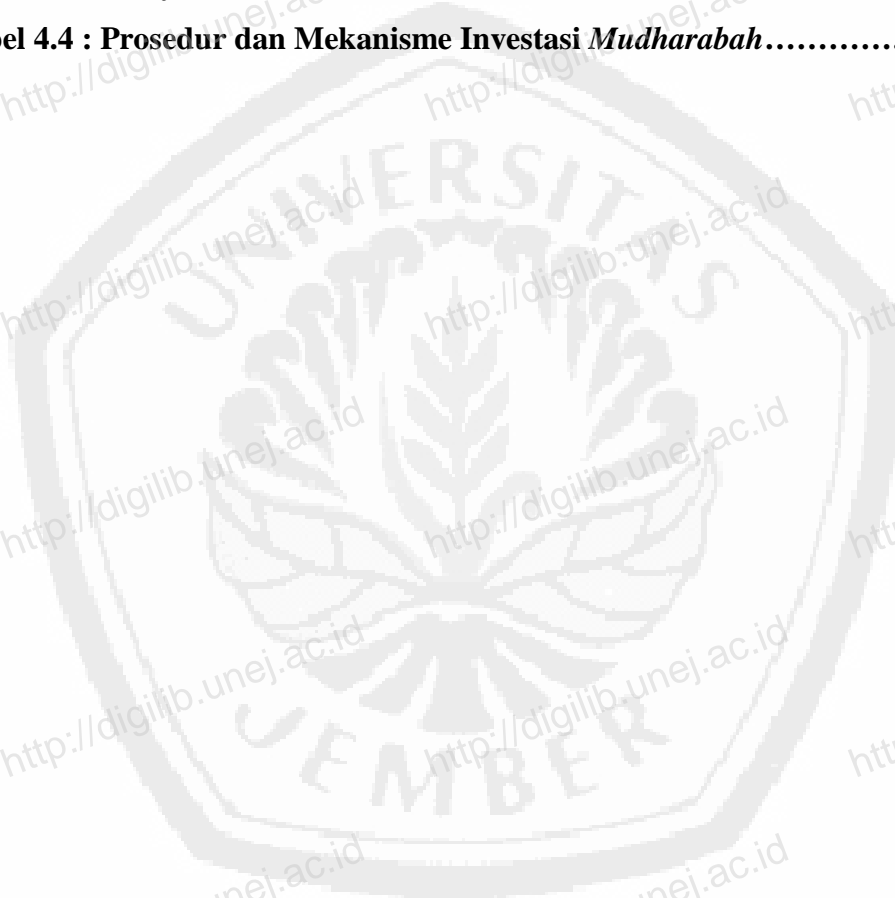 el 4.4 : Prosedur dan Mekanisme Investasi Mudharabah..............
http://digilib.unej.ac.id
http://digilib.unej.ac.id
UNIVERSITAS
http://digilib.unej.ac.id
http://digilib.unej.ac.id
http://digilib.unej.ac.id
http://digilib.unej.ac.id
http://digilib.unej.ac.id
http://digilib.unej.ac.id
JEMBER